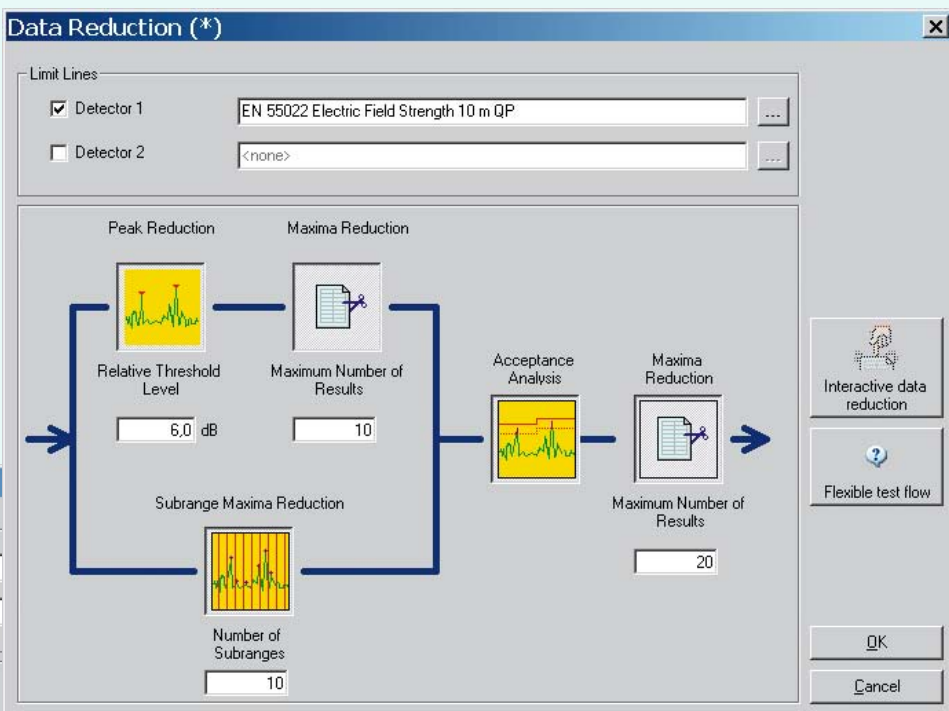 Data Reduction (*)
Limit Lines
Detector 1
EN 55022 Electric Field Strength 10 m QP
...
Detector 2
<none>
...
Peak Reduction
Maxima Reduction
Relative Threshold
Level
6,0 dB
Maximum Number of
Results
10
Subrange Maxima Reduction
Number of
Subranges
10
Acceptance
Analysis
Maxima
Reduction
Maximum Number of
Results
20
Interactive data
reduction
Flexible test flow
OK
Cancel